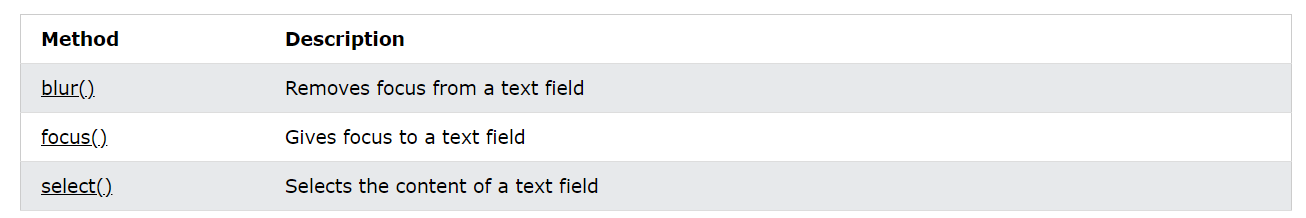 Method Description
blur() Removes focus from a text field
focus() Gives focus to a text field
select() Selects the content of a text field